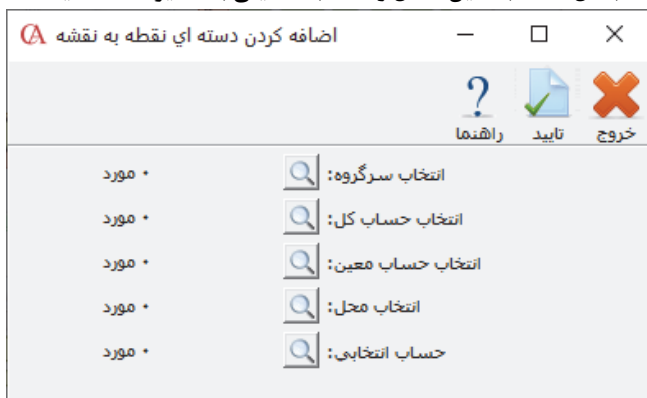 اضافه کردن دسته اي نقطه به نقشه
خروج تایید راهنما ?
انتخاب سرگروه: ۰ مورد
انتخاب حساب کل: ۰ مورد
انتخاب حساب معین: ۰ مورد
انتخاب محل: ۰ مورد
حساب انتخابی: ۰ مورد